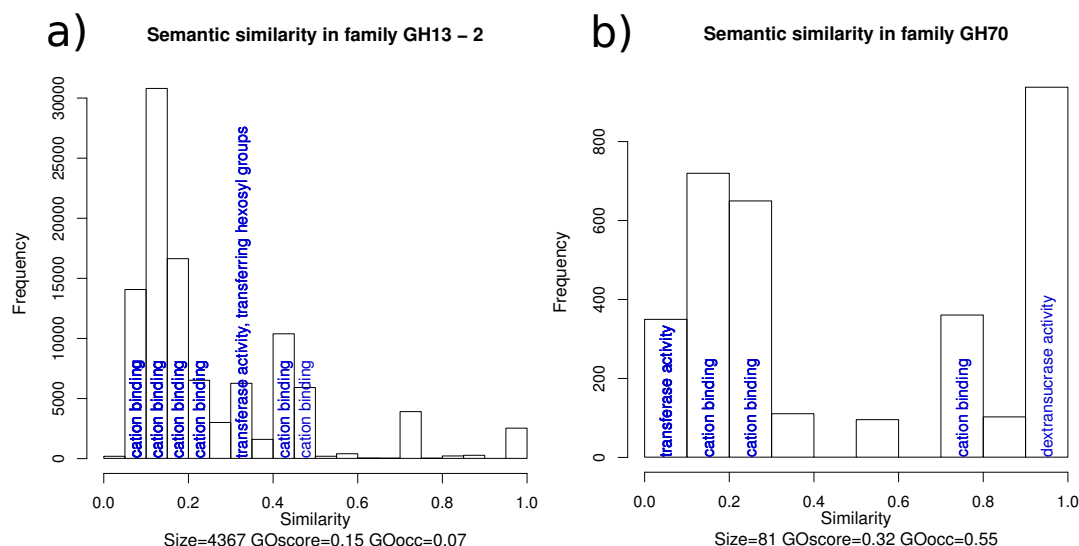 a)
Semantic similarity in family GH13 − 2
Frequency
30000
25000
20000
15000
10000
5000
0
cation binding
cation binding
cation binding
cation binding
transferase activity, transferring hexosyl groups
cation binding
cation binding
0.0 0.2 0.4 0.6 0.8 1.0
Similarity
Size=4367 GOscore=0.15 GOocc=0.07
b)
Semantic similarity in family GH70
Frequency
800
600
400
200
0
transferase activity
cation binding
cation binding
cation binding
dextransucrase activity
0.0 0.2 0.4 0.6 0.8 1.0
Similarity
Size=81 GOscore=0.32 GOocc=0.55